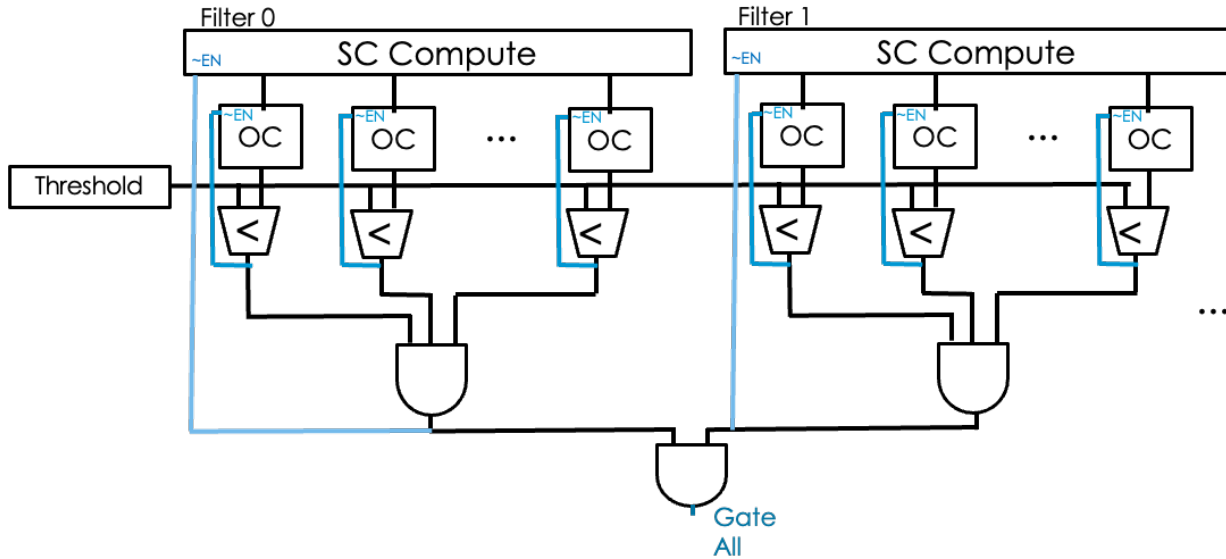 Filter 0
Filter 1
~EN
SC Compute
~EN
SC Compute
~EN
OC
~EN
OC
...
~EN
OC
~EN
OC
~EN
OC
...
~EN
OC
Threshold
<
<
<
<
<
<
...
Gate
All